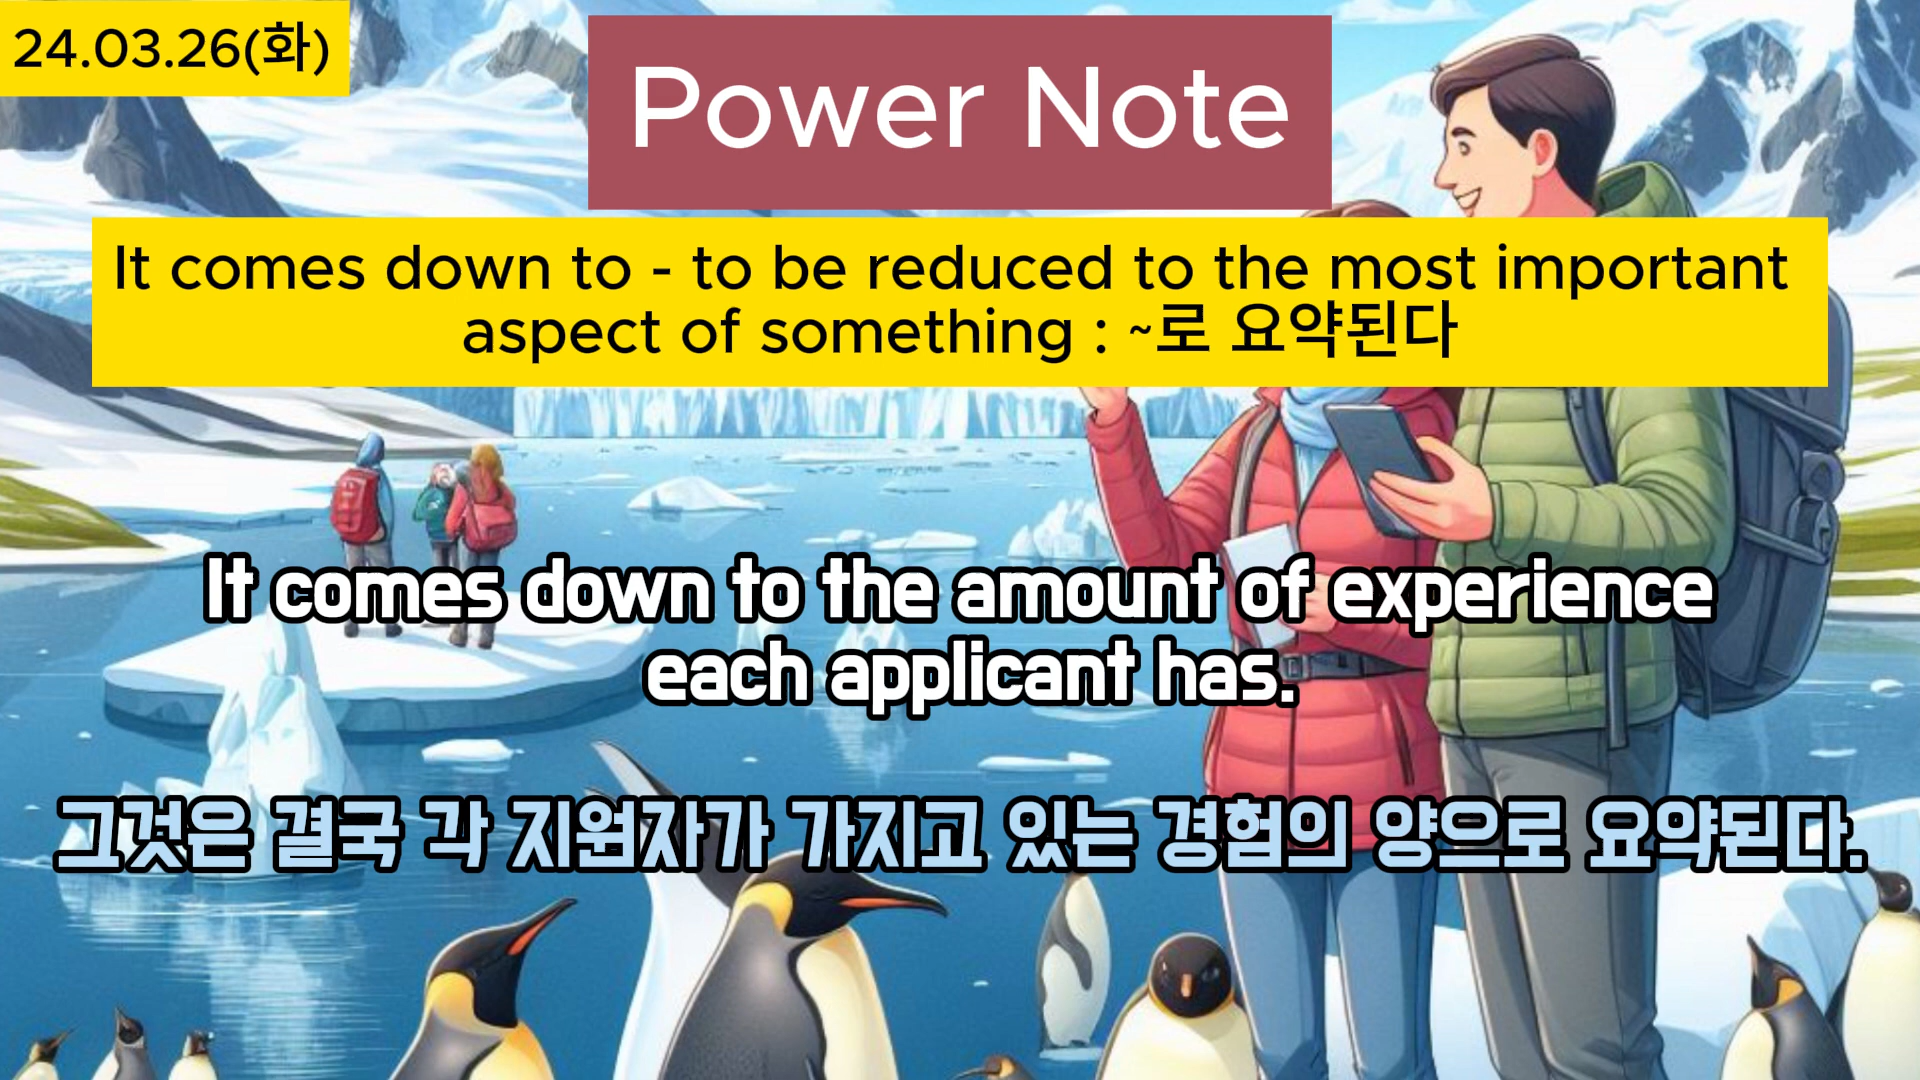 24.03.26(화)
Power Note
It comes down to - to be reduced to the most important
aspect of something : ~로 요약된다
It comes down to the amount of experience
each applicant has.
그것은 결국 각 지원자가 가지고 있는 경험의 양으로 요약된다.